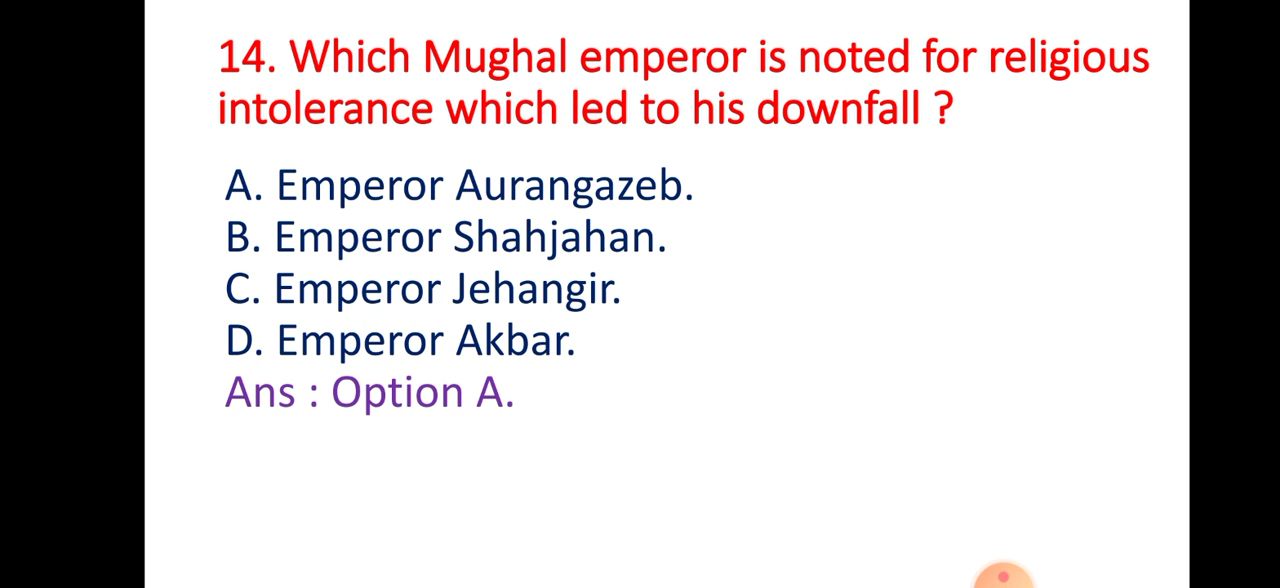 14. Which Mughal emperor is noted for religious
intolerance which led to his downfall ?
A. Emperor Aurangazeb.
B. Emperor Shahjahan.
C. Emperor Jehangir.
D. Emperor Akbar.
Ans : Option A.